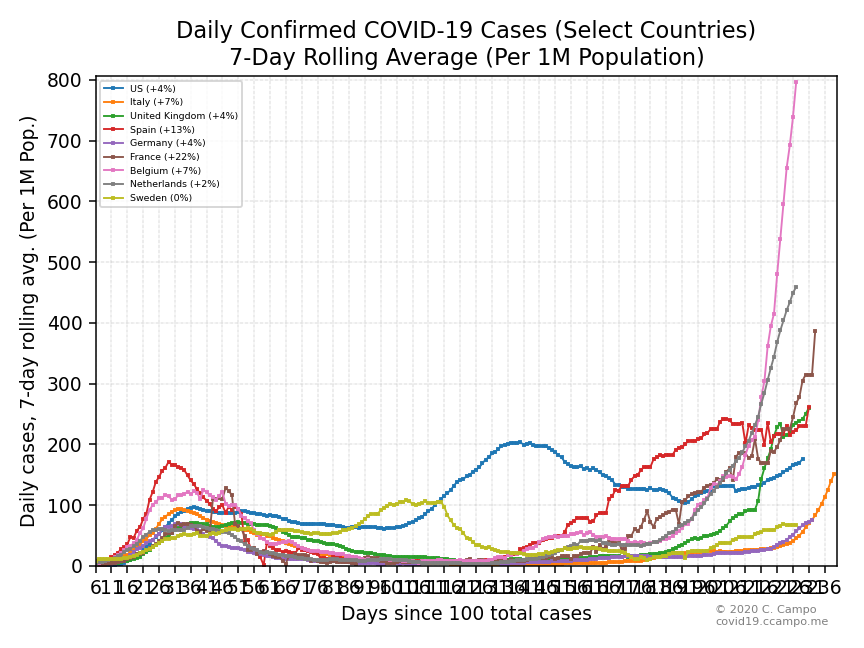 Daily Confirmed COVID-19 Cases (Select Countries)
7-Day Rolling Average (Per 1M Population)
Daily cases, 7-day rolling avg. (Per 1M Pop.)
800
700
600
500
400
300
200
100
0
US (+4%)
Italy (+7%)
United Kingdom (+4%)
Spain (+13%)
Germany (+4%)
France (+22%)
Belgium (+7%)
Netherlands (+2%)
Sweden (0%)
Days since 100 total cases
© 2020 C. Campo
covid19.ccampo.me